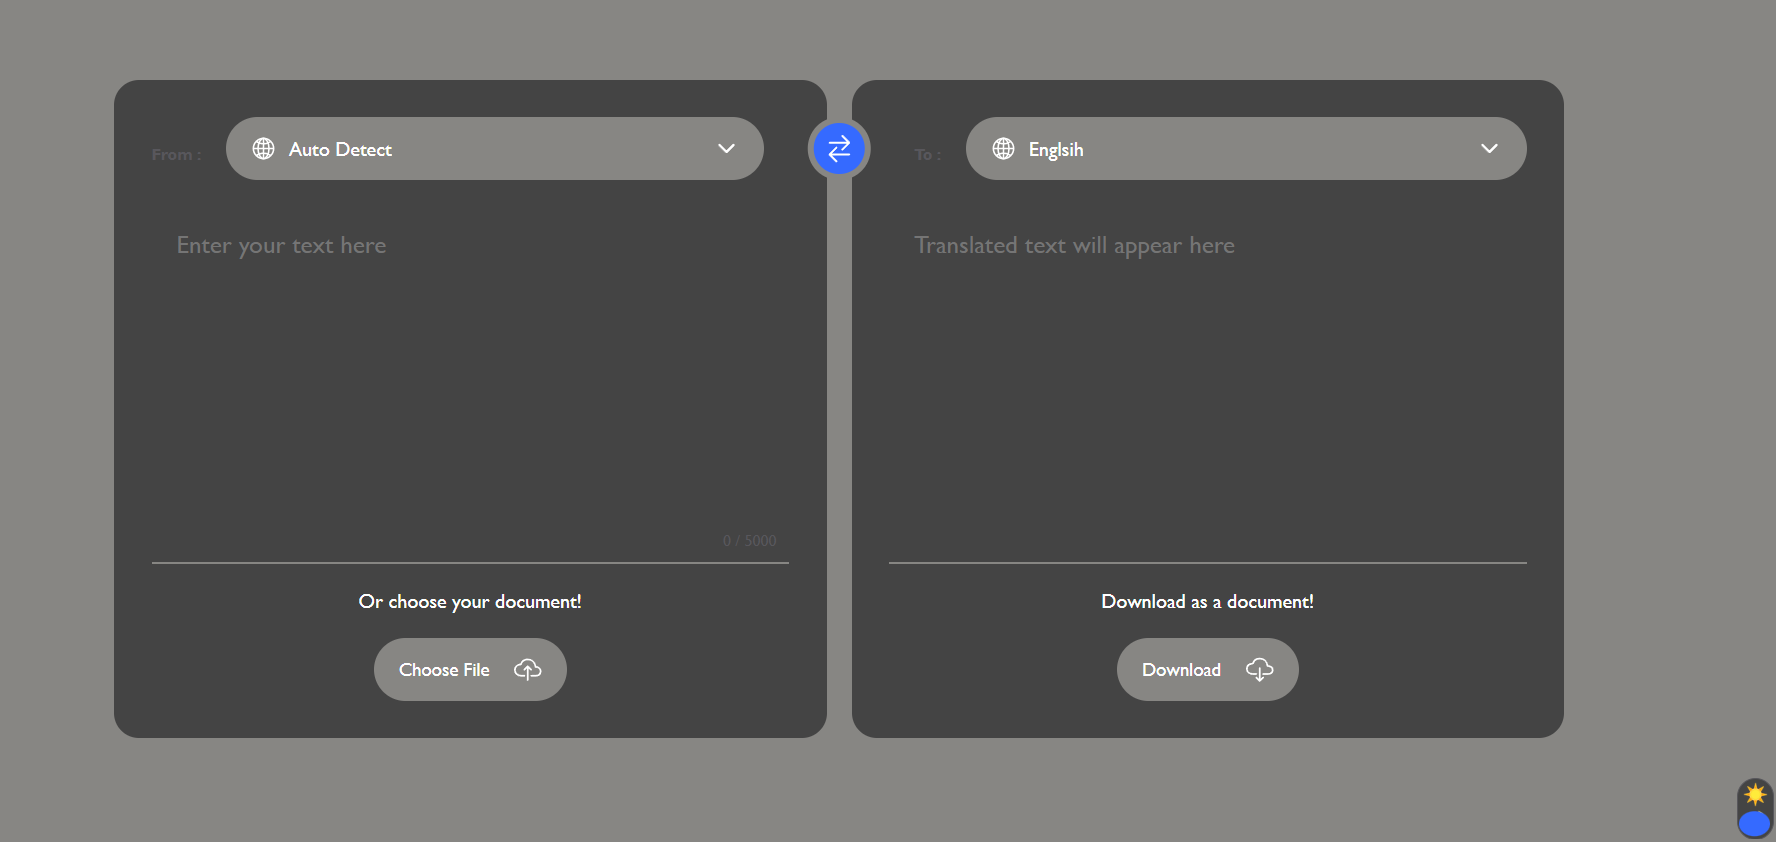 From :
Auto Detect
To :
Englsih
Enter your text here
Translated text will appear here
0 / 5000
Or choose your document!
Download as a document!
Choose File
Download